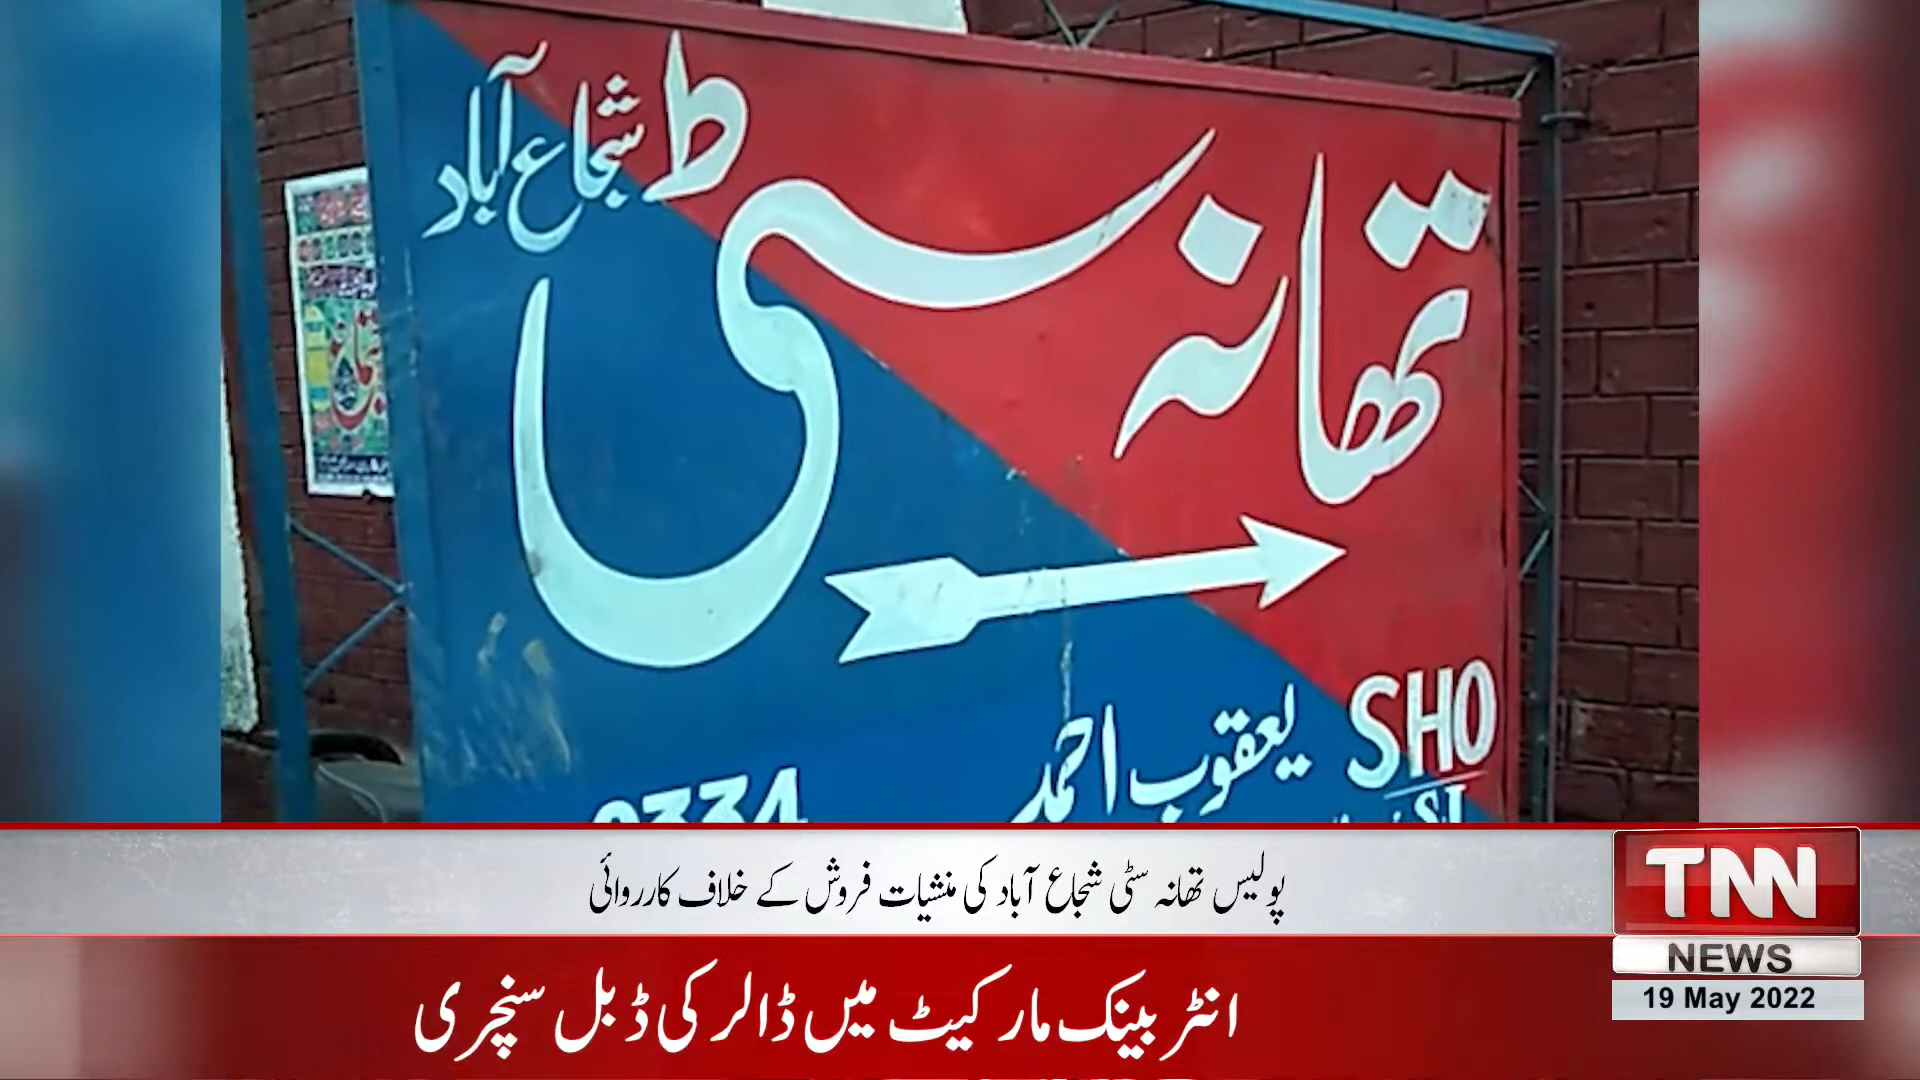 تھانہ سٹی شجاع آباد
SHO یعقوب احمد
SI
0334
پولیس تھانہ سٹی شجاع آباد کی منشیات فروش کے خلاف کارروائی
انٹر بینک مارکیٹ میں ڈالر کی ڈبل سنچری
TNN
NEWS
19 May 2022